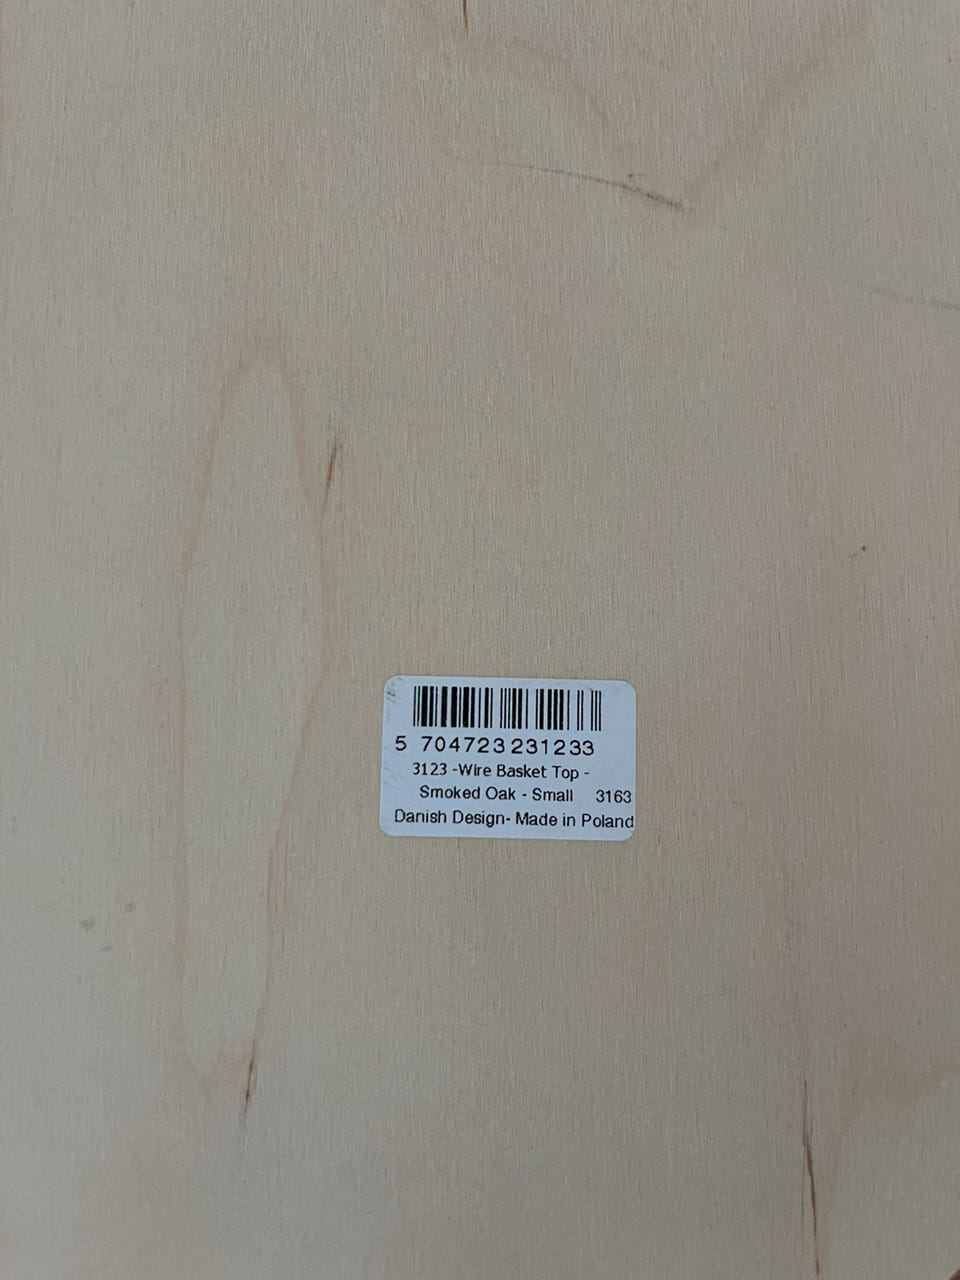 5 704723 231233
3123 -Wire Basket Top -
Smoked Oak - Small 3163
Danish Design- Made in Poland